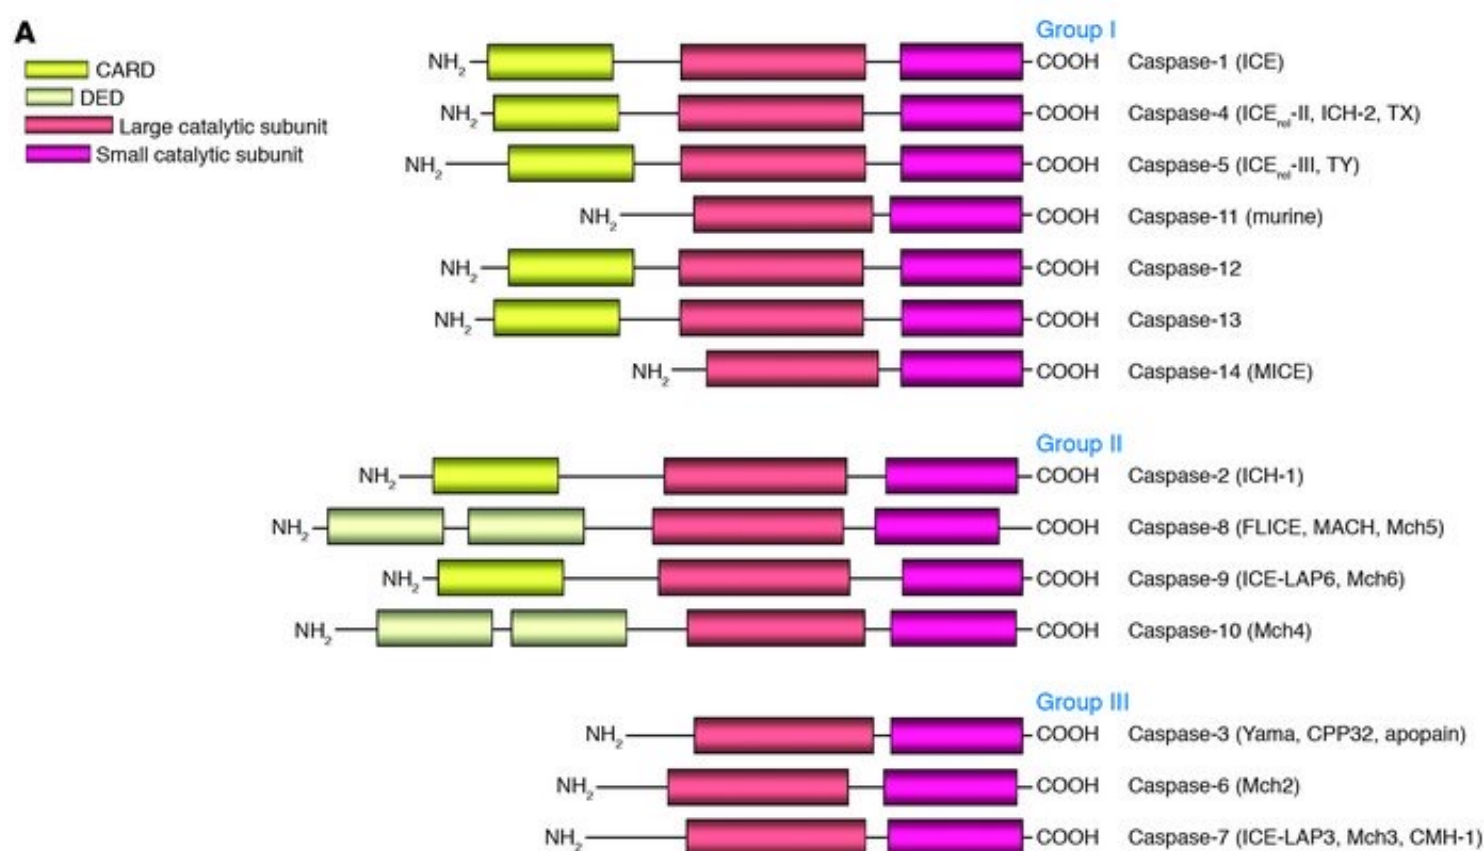 A
CARD
DED
Large catalytic subunit
Small catalytic subunit
Group I
NH2 COOH Caspase-1 (ICE)
NH2 COOH Caspase-4 (ICErel-II, ICH-2, TX)
NH2 COOH Caspase-5 (ICErel-III, TY)
NH2 COOH Caspase-11 (murine)
NH2 COOH Caspase-12
NH2 COOH Caspase-13
NH2 COOH Caspase-14 (MICE)
Group II
NH2 COOH Caspase-2 (ICH-1)
NH2 COOH Caspase-8 (FLICE, MACH, Mch5)
NH2 COOH Caspase-9 (ICE-LAP6, Mch6)
NH2 COOH Caspase-10 (Mch4)
Group III
NH2 COOH Caspase-3 (Yama, CPP32, apopain)
NH2 COOH Caspase-6 (Mch2)
NH2 COOH Caspase-7 (ICE-LAP3, Mch3, CMH-1)